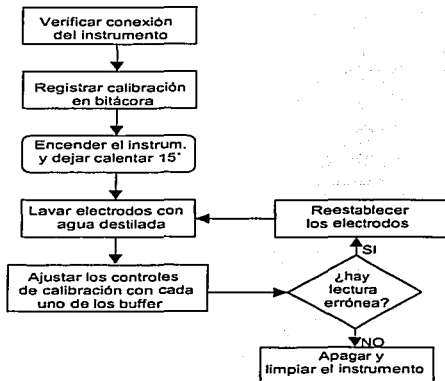 Verificar conexión
del instrumento
Registrar calibración
en bitácora
Encender el instrum.
y dejar calentar 15'
Lavar electrodos con
agua destilada
Reestablecer
los electrodos
Ajustar los controles
de calibración con cada
uno de los buffer
¿hay
lectura
errónea?
SI
NO
Apagar y
limpiar el instrumento